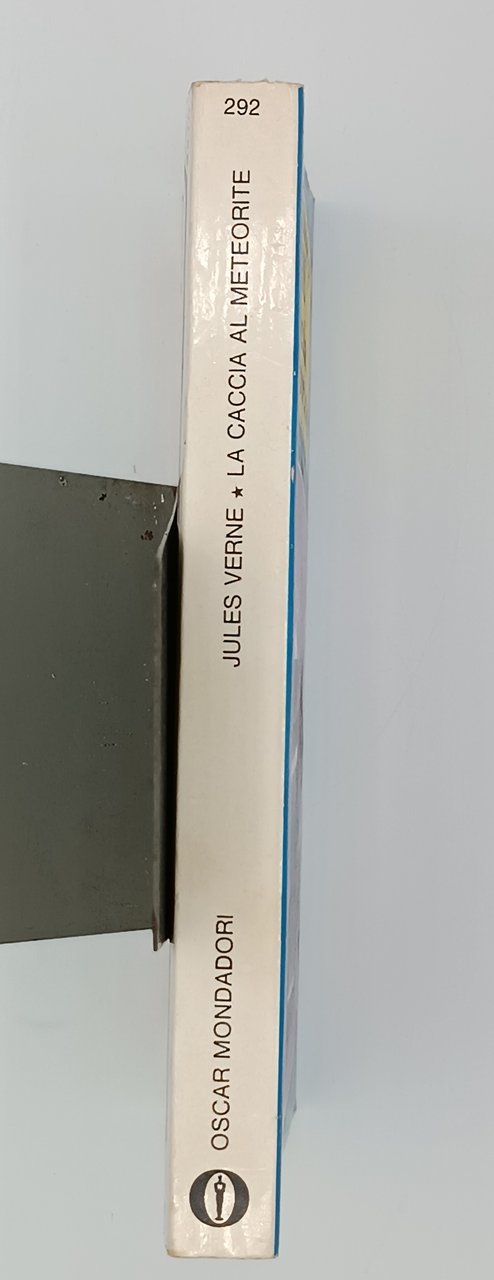 292
JULES VERNE ★ LA CACCIA AL METEORITE
OSCAR MONDADORI